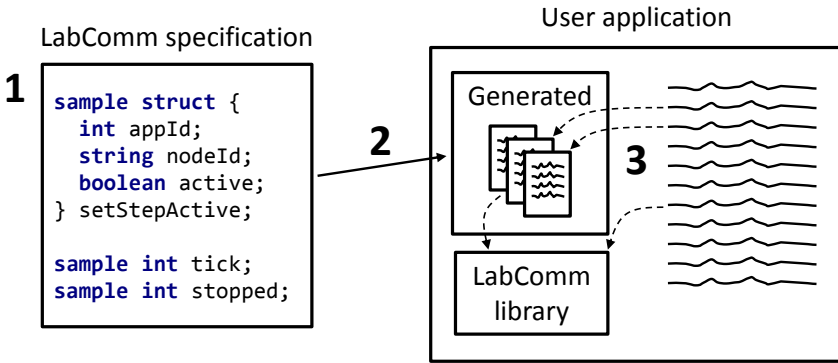 User application
LabComm specification
1
sample struct {
int appId;
string nodeId;
boolean active;
} setStepActive;
sample int tick;
sample int stopped;
2
Generated
3
LabComm
library